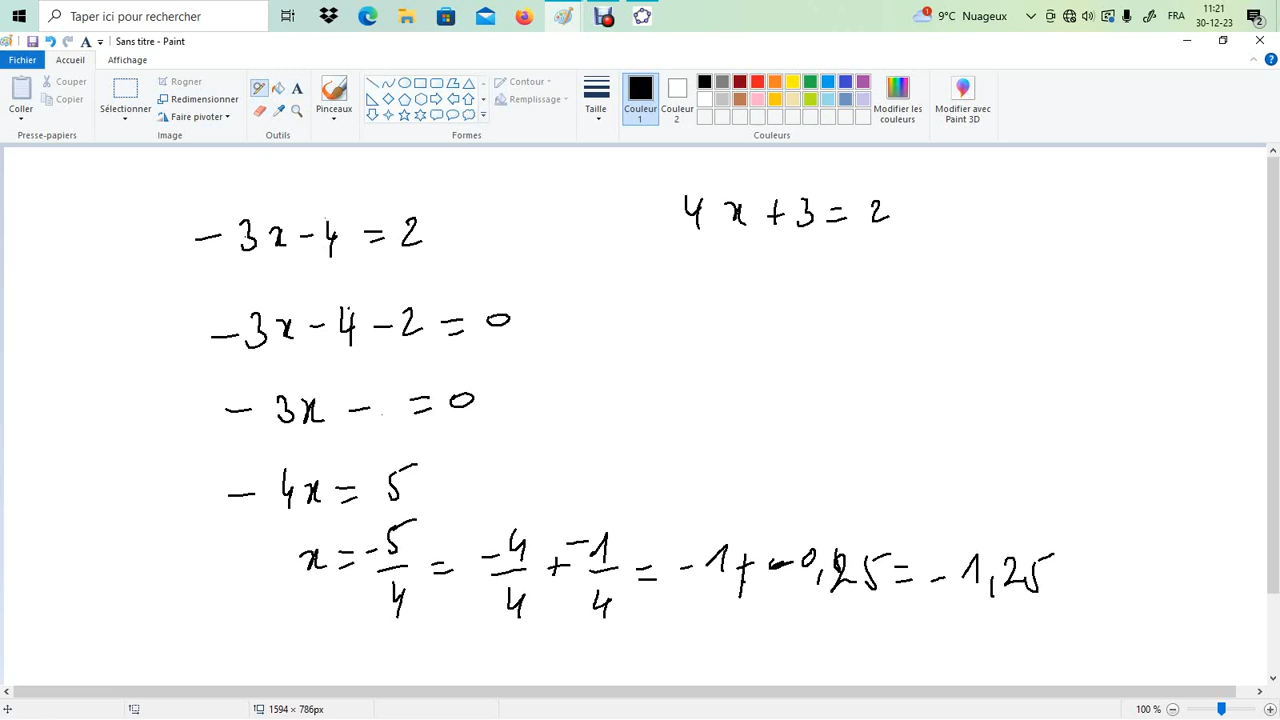 Taper ici pour rechercher
9°C Nuageux
FRA
11:21
30-12-23
2
Sans titre - Paint
Fichier
Accueil
Affichage
Coller
Couper
Copier
Presse-papiers
Sélectionner
Rogner
Redimensionner
Faire pivoter
Image
A
Outils
Pinceaux
Contour
Remplissage
Formes
Taille
Couleur 1
Couleur 2
Modifier les couleurs
Couleurs
Modifier avec Paint 3D
- 3x - 4 = 2
4x + 3 = 2
- 3x - 4 - 2 = 0
- 3x - = 0
- 4x = 5
x = -5/4 = -4/4 + -1/4 = -1 + -0,25 = -1,25
1594 × 786px
100 %